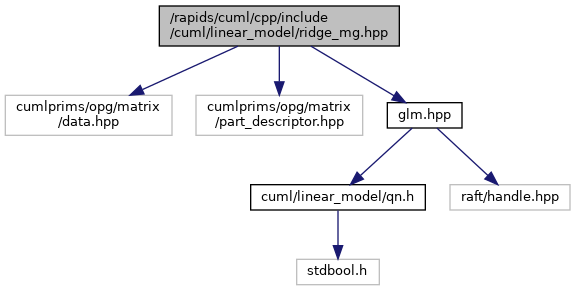 /rapids/cuml/cpp/include
/cuml/linear_model/ridge_mg.hpp
cumlprims/opg/matrix
/data.hpp
cumlprims/opg/matrix
/part_descriptor.hpp
glm.hpp
cuml/linear_model/qn.h
raft/handle.hpp
stdbool.h